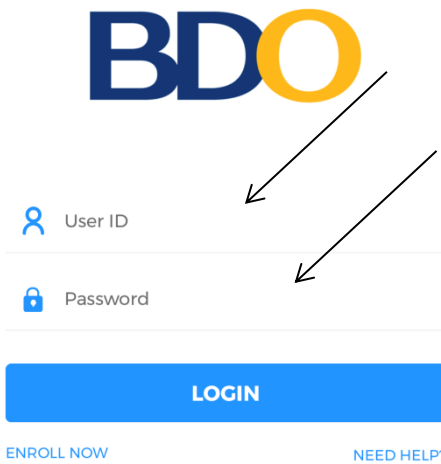 BDO
User ID
Password
LOGIN
ENROLL NOW
NEED HELP?